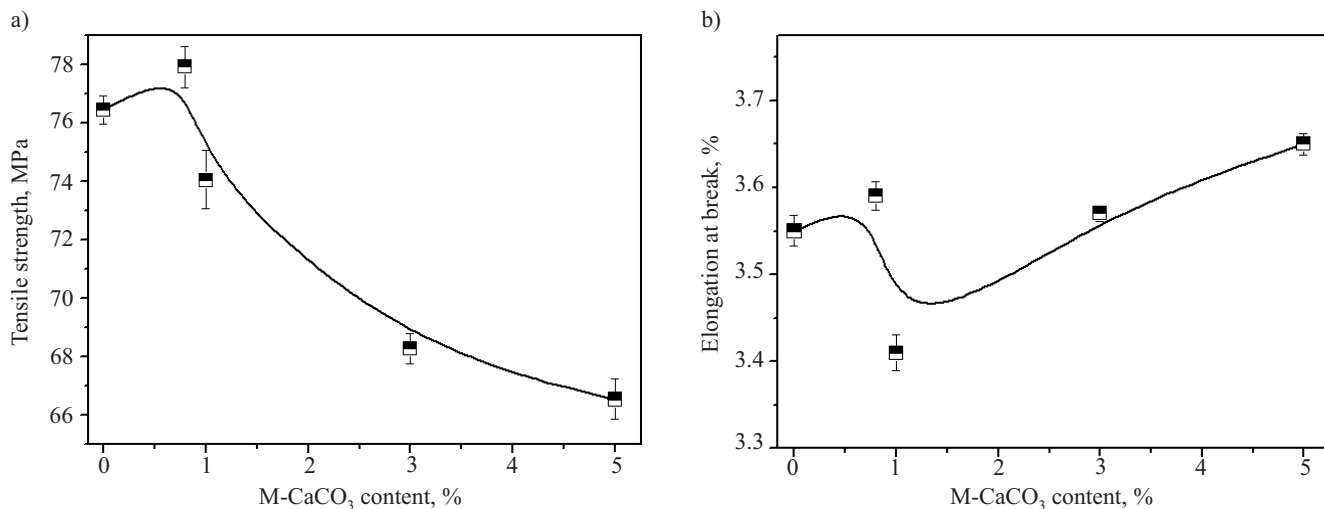 a)
78
76
74
72
70
68
66
Tensile strength, MPa
0 1 2 3 4 5
M-CaCO₃ content, %
b)
3.7
3.6
3.5
3.4
3.3
Elongation at break, %
0 1 2 3 4 5
M-CaCO₃ content, %